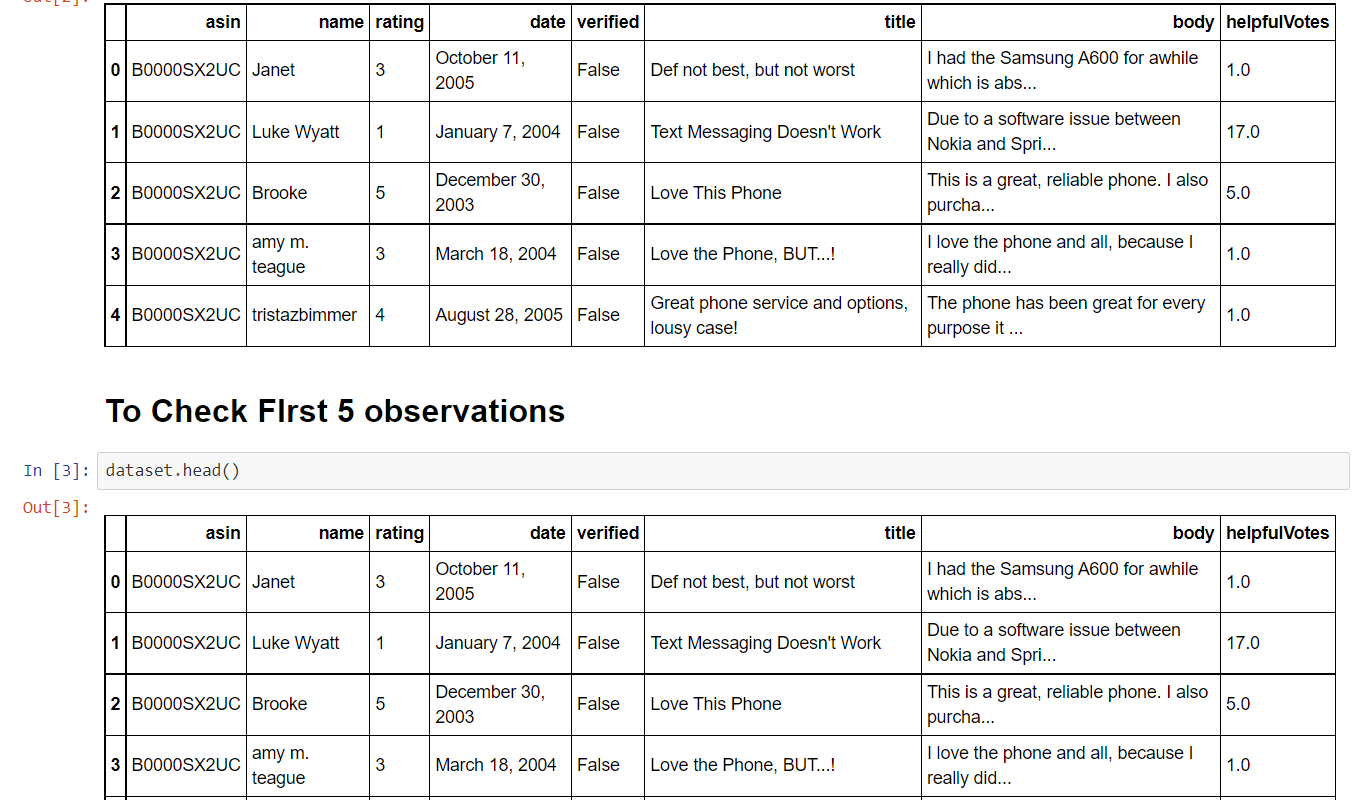 Out[2]:
asin name rating date verified title body helpfulVotes
0 B0000SX2UC Janet 3 October 11, 2005 False Def not best, but not worst I had the Samsung A600 for awhile which is abs... 1.0
1 B0000SX2UC Luke Wyatt 1 January 7, 2004 False Text Messaging Doesn't Work Due to a software issue between Nokia and Spri... 17.0
2 B0000SX2UC Brooke 5 December 30, 2003 False Love This Phone This is a great, reliable phone. I also purcha... 5.0
3 B0000SX2UC amy m. teague 3 March 18, 2004 False Love the Phone, BUT...! I love the phone and all, because I really did... 1.0
4 B0000SX2UC tristazbimmer 4 August 28, 2005 False Great phone service and options, lousy case! The phone has been great for every purpose it ... 1.0
To Check FIrst 5 observations
In [3]: dataset.head()
Out[3]:
asin name rating date verified title body helpfulVotes
0 B0000SX2UC Janet 3 October 11, 2005 False Def not best, but not worst I had the Samsung A600 for awhile which is abs... 1.0
1 B0000SX2UC Luke Wyatt 1 January 7, 2004 False Text Messaging Doesn't Work Due to a software issue between Nokia and Spri... 17.0
2 B0000SX2UC Brooke 5 December 30, 2003 False Love This Phone This is a great, reliable phone. I also purcha... 5.0
3 B0000SX2UC amy m. teague 3 March 18, 2004 False Love the Phone, BUT...! I love the phone and all, because I really did... 1.0